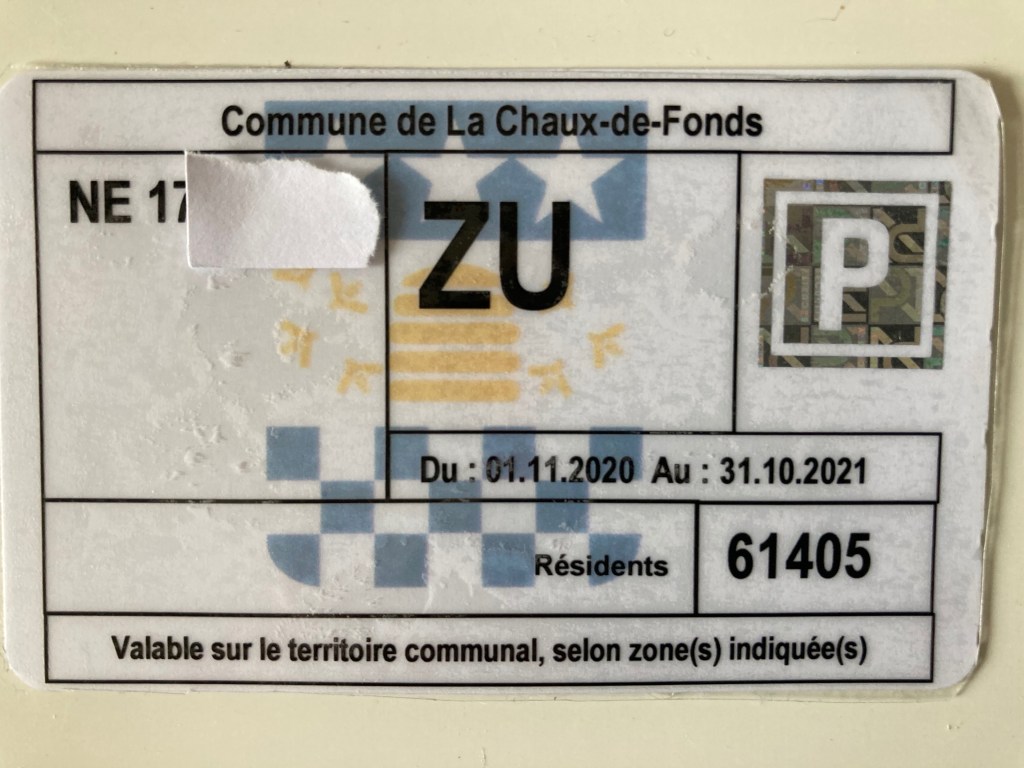 Commune de La Chaux-de-Fonds
NE 17
ZU
P
Du : 01.11.2020 Au : 31.10.2021
Résidents
61405
Valable sur le territoire communal, selon zone(s) indiquée(s)